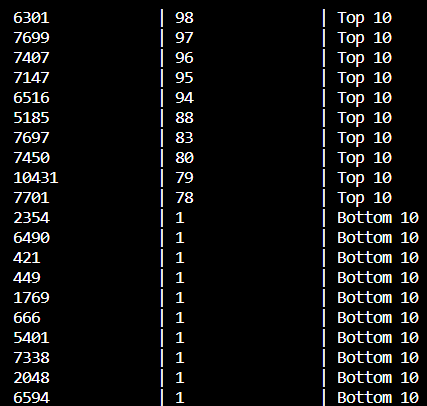 6301 | 98 | Top 10
7699 | 97 | Top 10
7407 | 96 | Top 10
7147 | 95 | Top 10
6516 | 94 | Top 10
5185 | 88 | Top 10
7697 | 83 | Top 10
7450 | 80 | Top 10
10431 | 79 | Top 10
7701 | 78 | Top 10
2354 | 1 | Bottom 10
6490 | 1 | Bottom 10
421 | 1 | Bottom 10
449 | 1 | Bottom 10
1769 | 1 | Bottom 10
666 | 1 | Bottom 10
5401 | 1 | Bottom 10
7338 | 1 | Bottom 10
2048 | 1 | Bottom 10
6594 | 1 | Bottom 10